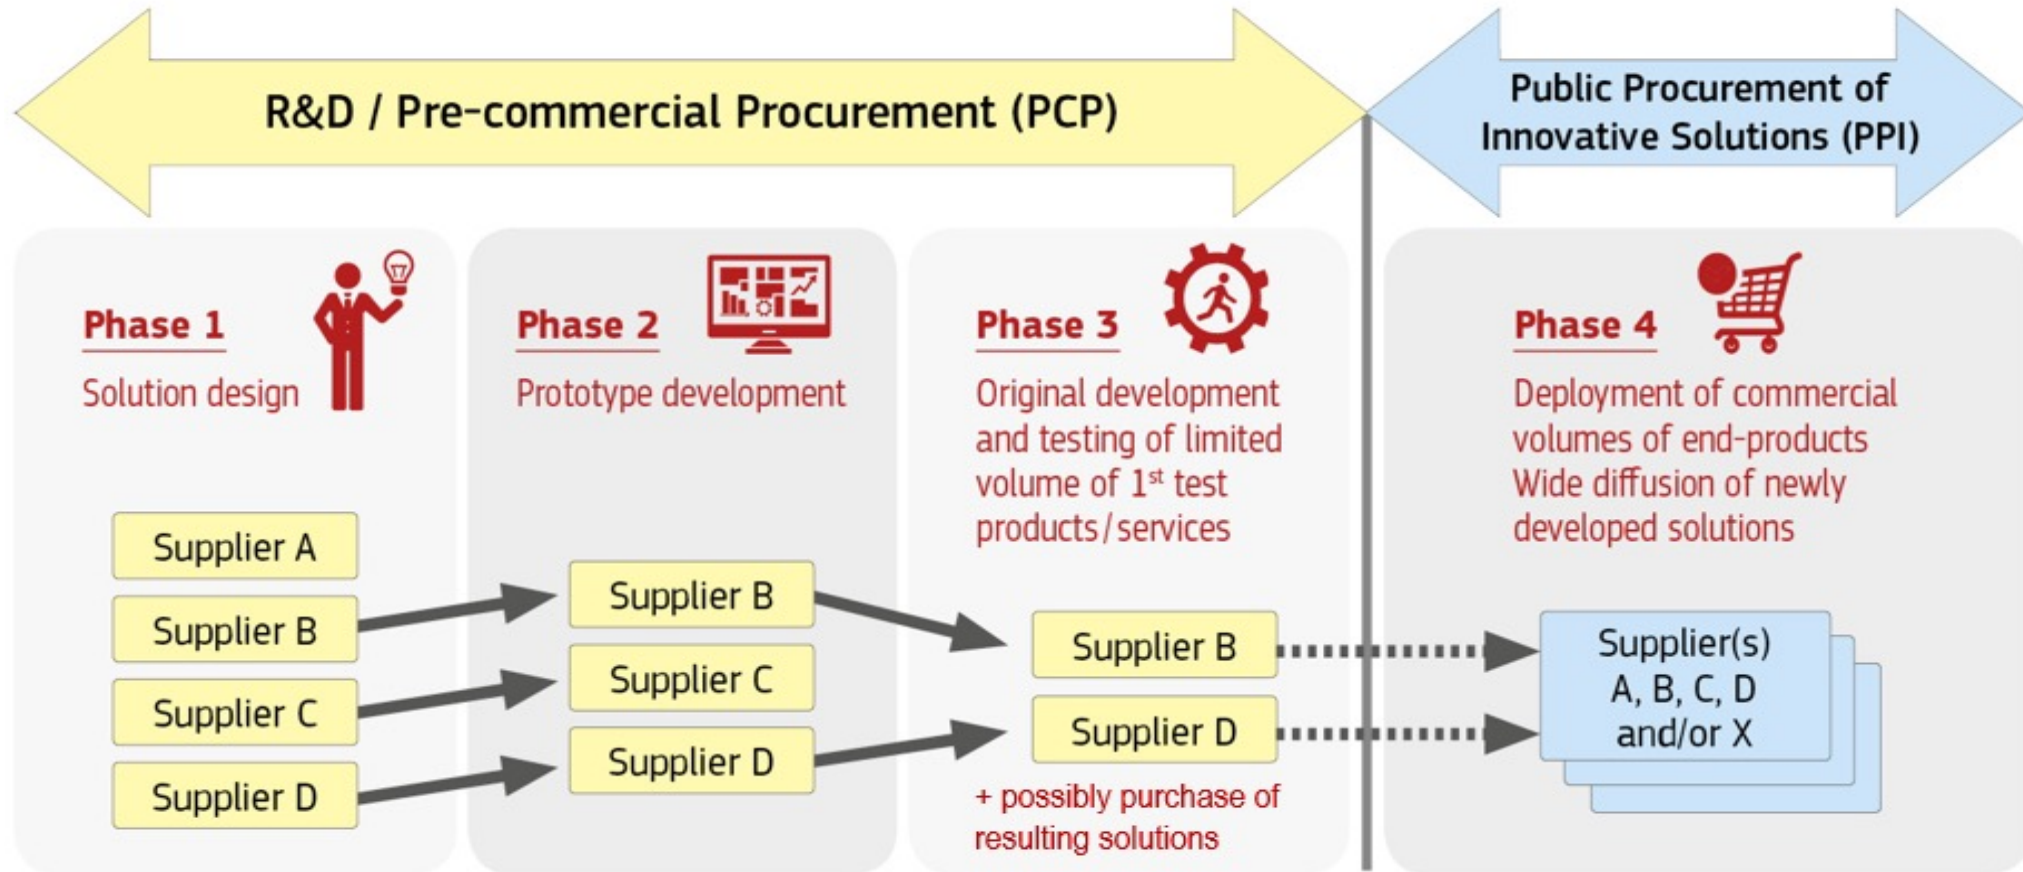 R&D / Pre-commercial Procurement (PCP)
Public Procurement of
Innovative Solutions (PPI)
Phase 1
Solution design
Supplier A
Supplier B
Supplier C
Supplier D
Phase 2
Prototype development
Supplier B
Supplier C
Supplier D
Phase 3
Original development
and testing of limited
volume of 1st test
products/services
Supplier B
Supplier D
+ possibly purchase of
resulting solutions
Phase 4
Deployment of commercial
volumes of end-products
Wide diffusion of newly
developed solutions
Supplier(s)
A, B, C, D
and/or X